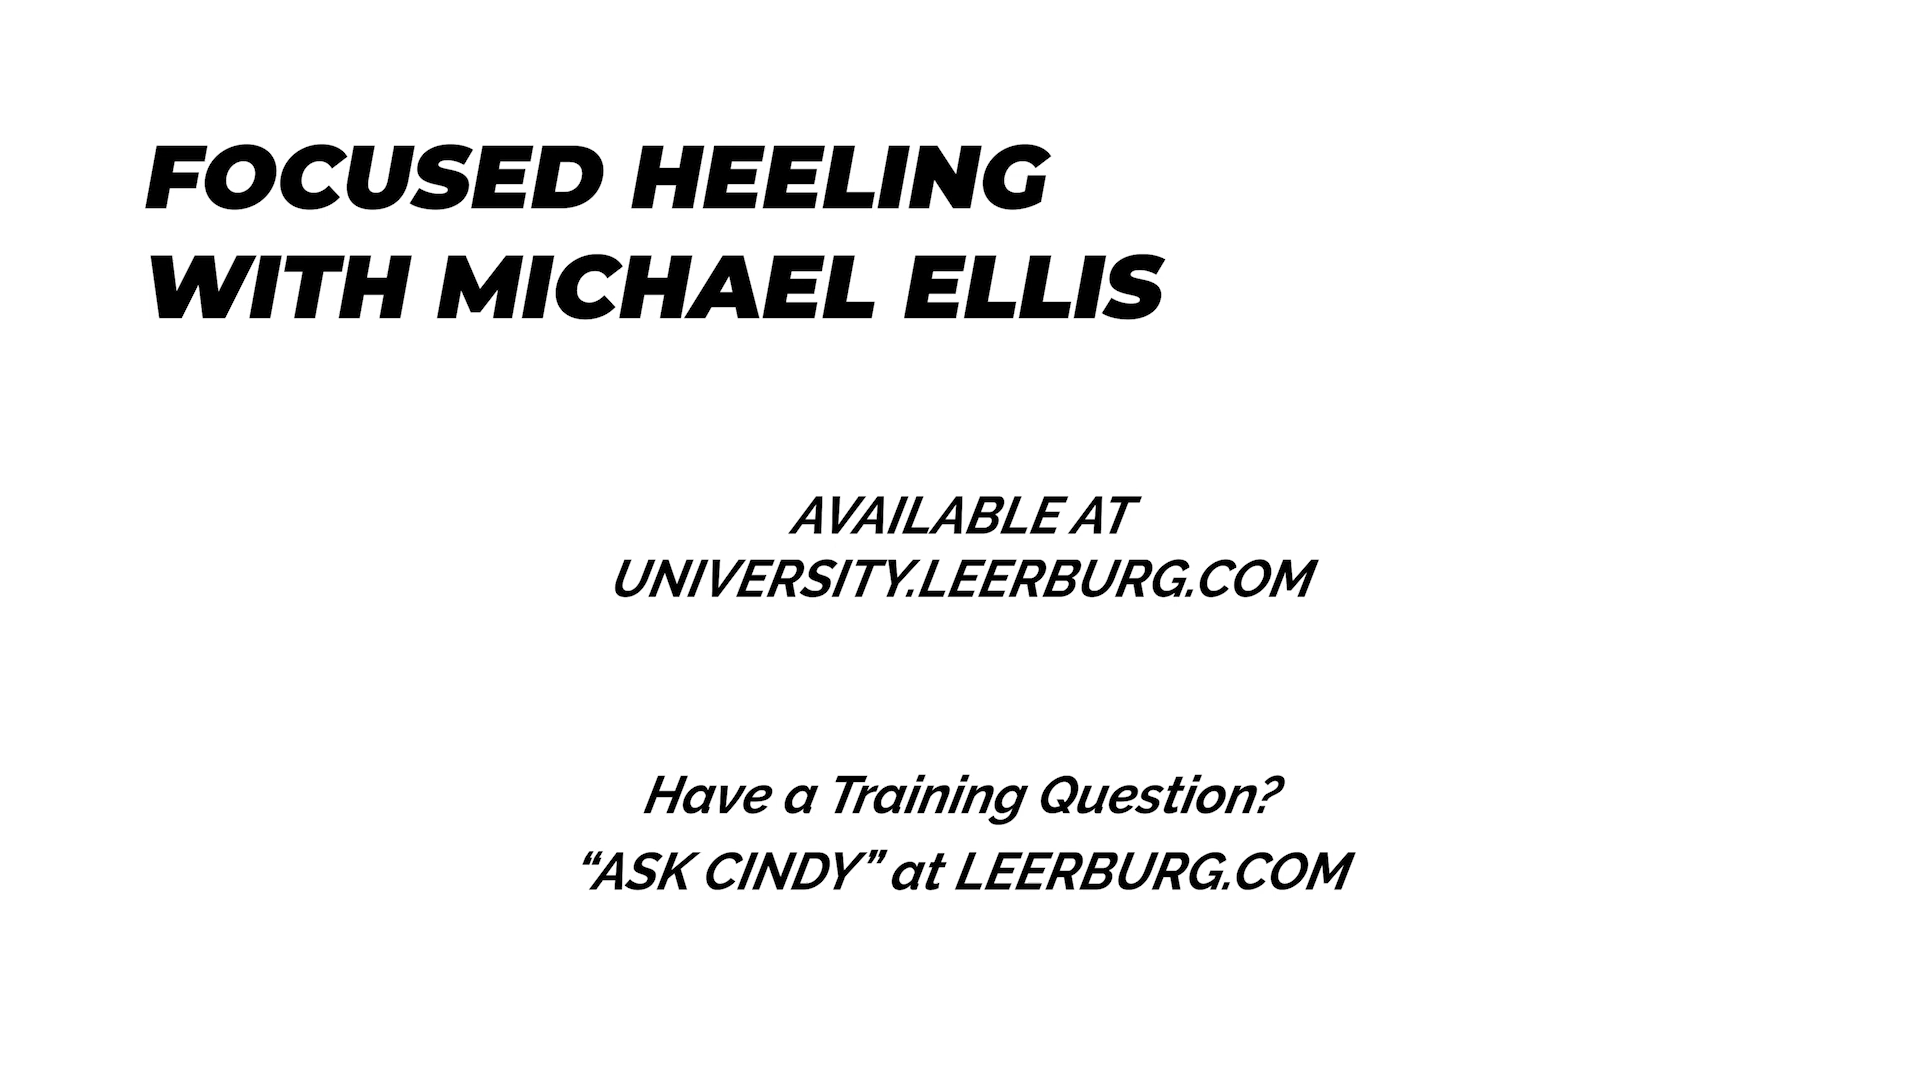 FOCUSED HEELING
WITH MICHAEL ELLIS
AVAILABLE AT
UNIVERSITY.LEERBURG.COM
Have a Training Question?
“ASK CINDY” at LEERBURG.COM